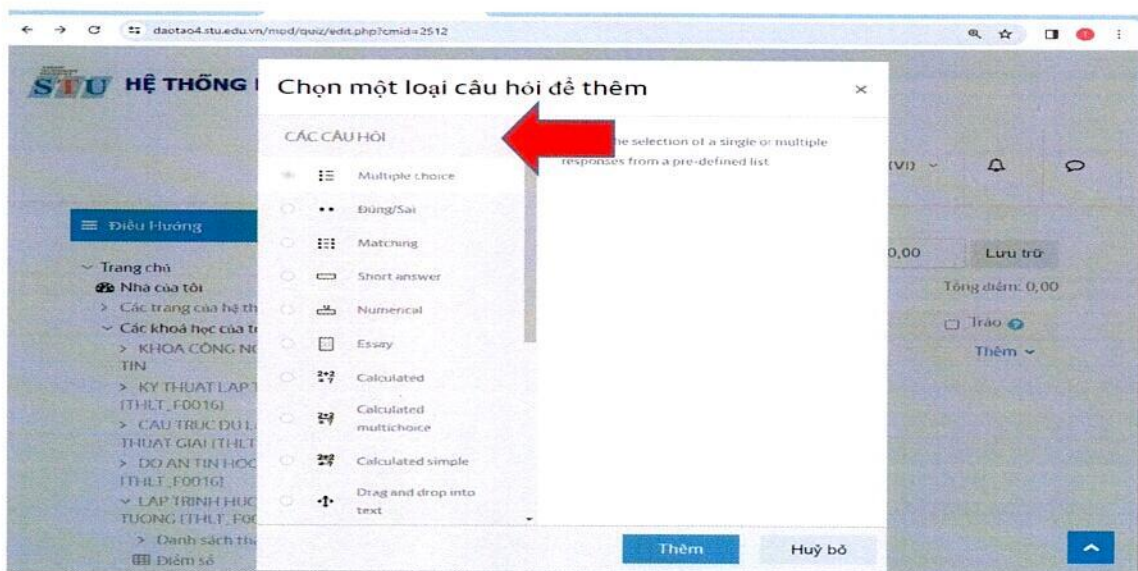 daotao4.stu.edu.vn/mod/quiz/edit.php?cmid=2512
STU HỆ THỐNG
Chọn một loại câu hỏi để thêm
CÁC CÂU HỎI
he selection of a single or multiple
responses from a pre-defined list
Multiple choice
Đúng/Sai
Matching
Short answer
Numerical
Essay
Calculated
Calculated
multichoice
Calculated simple
Drag and drop into
text
Thêm
Huỷ bỏ
Điều Hướng
Trang chủ
Nhà của tôi
Các trang của hệ th
Các khoá học của tr
KHOA CÔNG NG
TIN
KỸ THUẬT LẬP T
[THLT_F0016]
CẤU TRÚC DỮ L
THUẬT GIẢI [THLT
ĐỒ ÁN TIN HỌC
[THLT_F0016]
LẬP TRÌNH HƯỚ
TƯỢNG [THLT_F00
Danh sách th
Điểm số
(VI)
0,00
Lưu trữ
Tổng điểm: 0,00
Tráo
Thêm